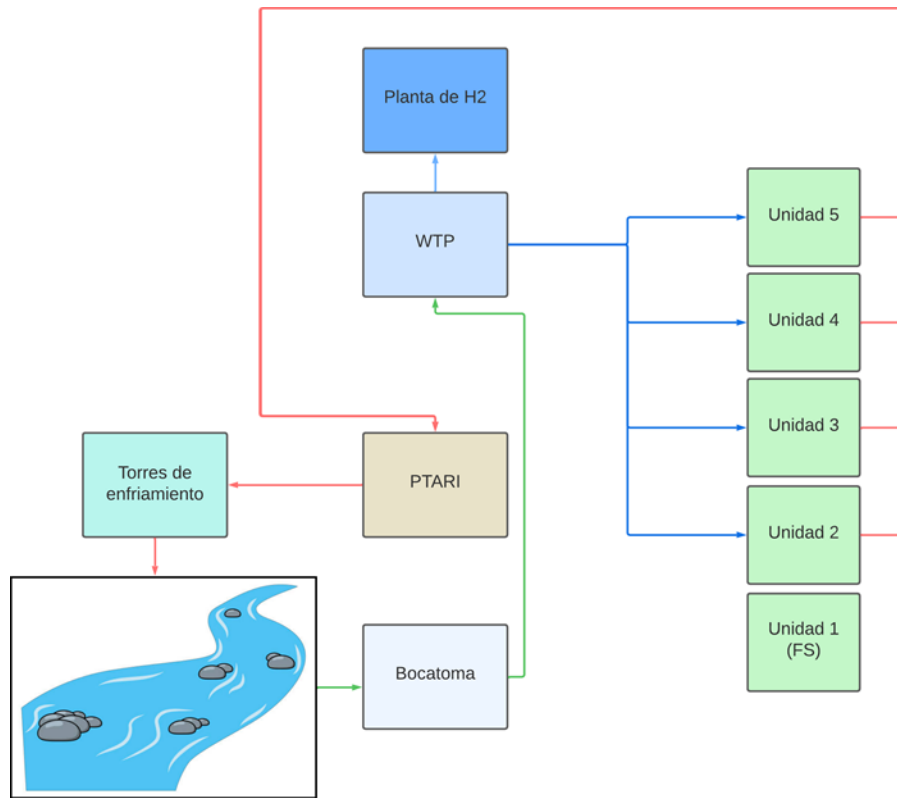 Planta de H2
WTP
Unidad 5
Unidad 4
Unidad 3
Torres de
enfriamiento
PTARI
Unidad 2
Unidad 1
(FS)
Bocatoma